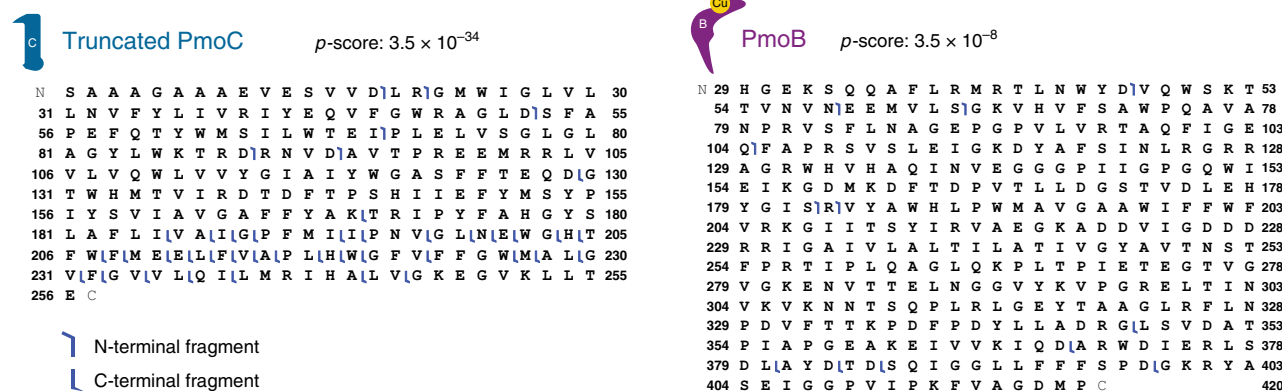 C
Truncated PmoC
p-score: 3.5 × 10–34
N S A A A G A A A E V E S V V D L R G M W I G L V L 30
31 L N V F Y L I V R I Y E Q V F G W R A G L D S F A 55
56 P E F Q T Y W M S I L W T E I P L E L V S G L G L 80
81 A G Y L W K T R D R N V D A V T P R E E M R R L V 105
106 V L V Q W L V V Y G I A I Y W G A S F F T E Q D G 130
131 T W H M T V I R D T D F T P S H I I E F Y M S Y P 155
156 I Y S V I A V G A F F Y A K T R I P Y F A H G Y S 180
181 L A F L I V A I G P F M I I P N V G L N E W G H T 205
206 F W F M E E L F V A P L H W G F V F F G W M A L G 230
231 V F G V V L Q I L M R I H A L V G K E G V K L L T 255
256 E C
N-terminal fragment
C-terminal fragment
Cu
B
PmoB
p-score: 3.5 × 10–8
N 29 H G E K S Q Q A F L R M R T L N W Y D V Q W S K T 53
54 T V N V N E E M V L S G K V H V F S A W P Q A V A 78
79 N P R V S F L N A G E P G P V L V R T A Q F I G E 103
104 Q F A P R S V S L E I G K D Y A F S I N L R G R R 128
129 A G R W H V H A Q I N V E G G G P I I G P G Q W I 153
154 E I K G D M K D F T D P V T L L D G S T V D L E H 178
179 Y G I S R V Y A W H L P W M A V G A A W I F F W F 203
204 V R K G I I T S Y I R V A E G K A D D V I G D D D 228
229 R R I G A I V L A L T I L A T I V G Y A V T N S T 253
254 F P R T I P L Q A G L Q K P L T P I E T E G T V G 278
279 V G K E N V T T E L N G G V Y K V P G R E L T I N 303
304 V K V K N N T S Q P L R L G E Y T A A G L R F L N 328
329 P D V F T T K P D F P D Y L L A D R G L S V D A T 353
354 P I A P G E A K E I V V K I Q D A R W D I E R L S 378
379 D L A Y D T D S Q I G G L L F F F S P D G K R Y A 403
404 S E I G G P V I P K F V A G D M P C 420